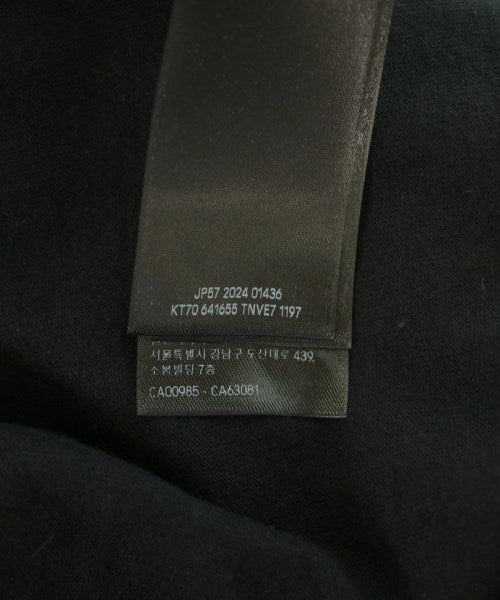 JP57 2024 01436
KT70 641655 TNVE7 1197
서울특별시 강남구 도산대로 439,
소봉빌딩 7층
CA00985 - CA63081